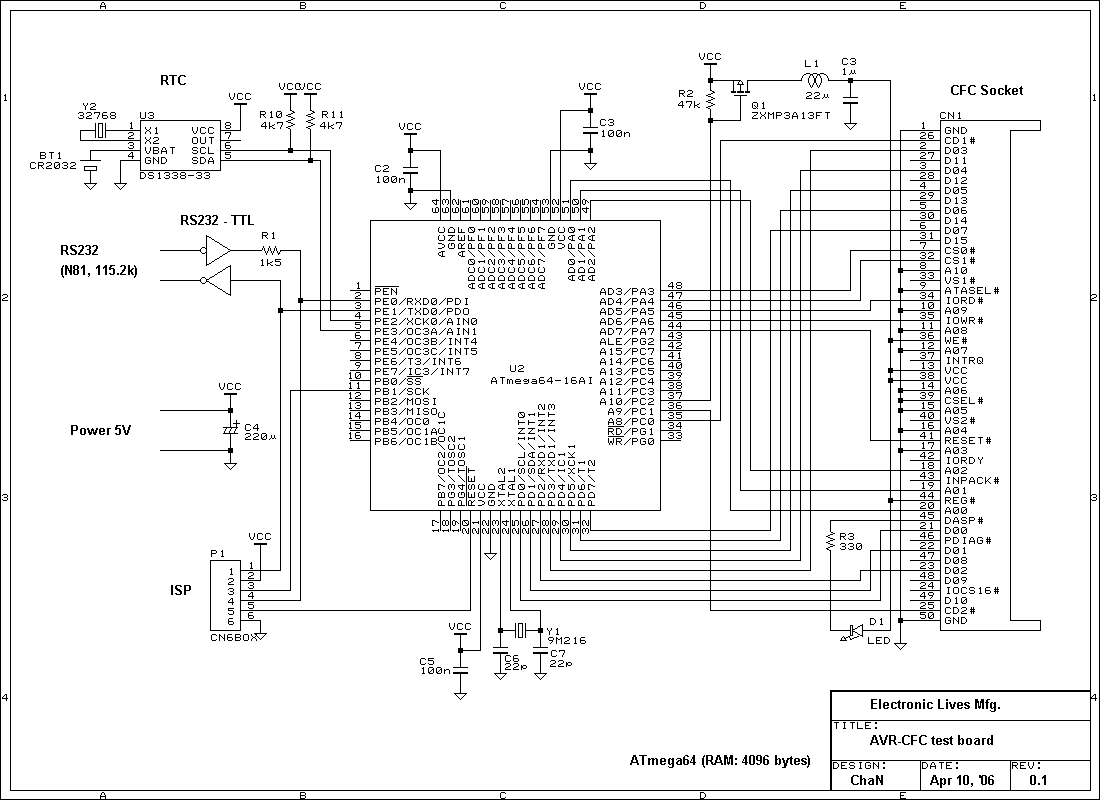 A B C D E
1
2
3
4
RTC
Y2
32768
BT1
CR2032
U3
X1
X2
VBAT
GND
VCC
OUT
SCL
SDA
1
2
3
4
8
7
6
5
DS1338-33
VCC
VCC
VCC
R10
4k7
R11
4k7
RS232 - TTL
RS232
(N81, 115.2k)
R1
1k5
VCC
Power 5V
C4
220µ
ISP
P1
VCC
1
2
3
4
5
6
1
2
3
4
5
6
CN6BOX
VCC
C2
100n
VCC
C3
100n
64 63 62 61 60 59 58 57 56 55 54 53 52 51 50 49
AVCC
GND
AREF
ADC0/PF0
ADC1/PF1
ADC2/PF2
ADC3/PF3
ADC4/PF4
ADC5/PF5
ADC6/PF6
ADC7/PF7
GND
VCC
AD0/PA0
AD1/PA1
AD2/PA2
1 PEN
2 PE0/RXD0/PDI
3 PE1/TXD0/PDO
4 PE2/XCK0/AIN0
5 PE3/OC3A/AIN1
6 PE4/OC3B/INT4
7 PE5/OC3C/INT5
8 PE6/T3/INT6
9 PE7/IC3/INT7
10 PB0/SS
11 PB1/SCK
12 PB2/MOSI
13 PB3/MISO
14 PB4/OC0
15 PB5/OC1A
16 PB6/OC1B
U2
ATmega64-16AI
AD3/PA3 48
AD4/PA4 47
AD5/PA5 46
AD6/PA6 45
AD7/PA7 44
ALE/PG2 43
A15/PC7 42
A14/PC6 41
A13/PC5 40
A12/PC4 39
A11/PC3 38
A10/PC2 37
A9/PC1 36
A8/PC0 35
RD/PG1 34
WR/PG0 33
PB7/OC2/OC1C
PG3/TOSC2
PG4/TOSC1
RESET
VCC
GND
XTAL2
XTAL1
PD0/SCL/INT0
PD1/SDA/INT1
PD2/RXD1/INT2
PD3/TXD1/INT3
PD4/IC1
PD5/XCK1
PD6/T1
PD7/T2
17 18 19 20 21 22 23 24 25 26 27 28 29 30 31 32
VCC
C5
100n
C6
22p
Y1
9M216
C7
22p
VCC
R2
47k
Q1
ZXMP3A13FT
L1
22µ
C3
1µ
CFC Socket
CN1
1 GND
26 CD1#
2 D03
27 D11
3 D04
28 D12
4 D05
29 D13
5 D06
30 D14
6 D07
31 D15
7 CS0#
32 CS1#
8 A10
33 VS1#
9 ATASEL#
34 IORD#
10 A09
35 IOWR#
11 A08
36 WE#
12 A07
37 INTRQ
13 VCC
38 VCC
14 A06
39 CSEL#
15 A05
40 VS2#
16 A04
41 RESET#
17 A03
42 IORDY
18 A02
43 INPACK#
19 A01
44 REG#
20 A00
45 DASP#
21 D00
46 PDIAG#
22 D01
47 D08
23 D02
48 D09
24 IOCS16#
49 D10
25 CD2#
50 GND
R3
330
D1
LED
ATmega64 (RAM: 4096 bytes)
Electronic Lives Mfg.
TITLE:
AVR-CFC test board
DESIGN:
ChaN
DATE:
Apr 10, '06
REV:
0.1
1
2
3
4
A B C D E